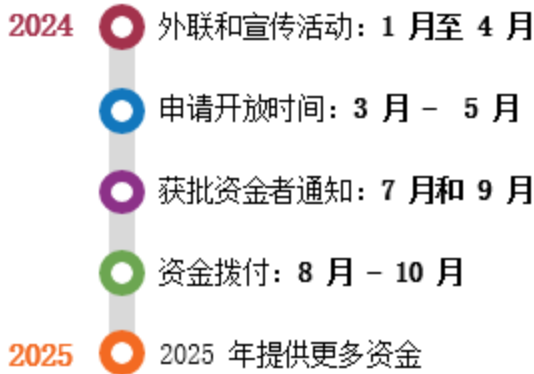 2024 外联和宣传活动：1 月至 4 月
申请开放时间：3 月 – 5 月
获批资金者通知：7 月和 9 月
资金拨付：8 月 – 10 月
2025 2025 年提供更多资金